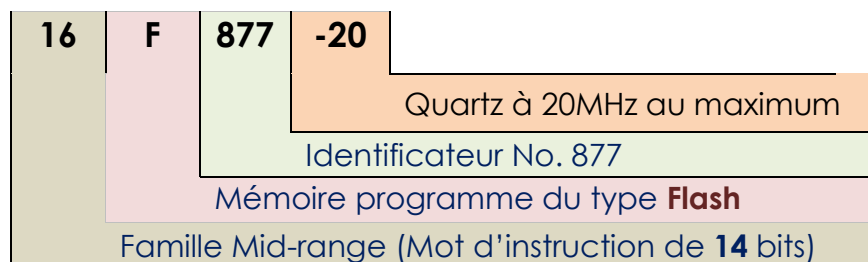 16 F 877 -20
Quartz à 20MHz au maximum
Identificateur No. 877
Mémoire programme du type Flash
Famille Mid-range (Mot d'instruction de 14 bits)